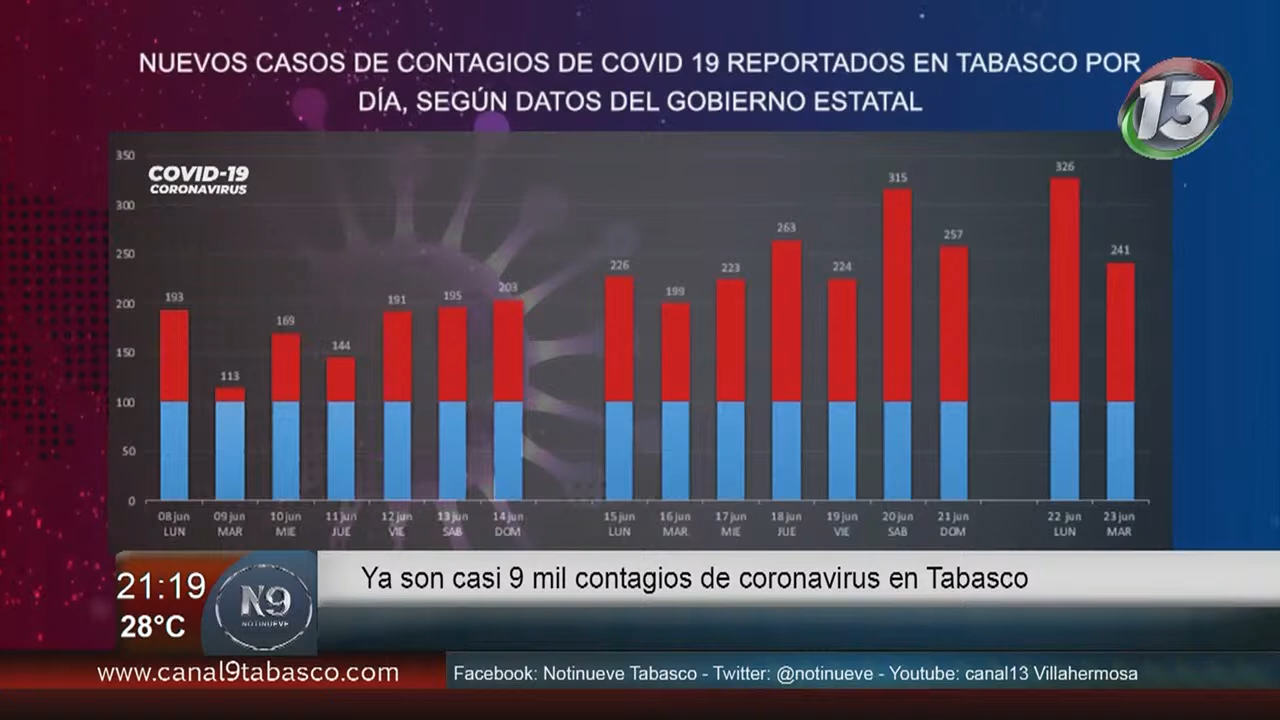 NUEVOS CASOS DE CONTAGIOS DE COVID 19 REPORTADOS EN TABASCO POR
DÍA, SEGÚN DATOS DEL GOBIERNO ESTATAL
13
COVID-19
CORONAVIRUS
350
300
250
200
150
100
50
0
193
113
169
144
191
195
203
226
199
223
263
224
315
257
326
241
08 jun 09 jun 10 jun 11 jun 12 jun 13 jun 14 jun 15 jun 16 jun 17 jun 18 jun 19 jun 20 jun 21 jun 22 jun 23 jun
LUN MAR MIE JUE VIE SAB DOM LUN MAR MIE JUE VIE SAB DOM LUN MAR
21:19
28°C
N9
NOTINUEVE
Ya son casi 9 mil contagios de coronavirus en Tabasco
www.canal9tabasco.com
Facebook: Notinueve Tabasco - Twitter: @notinueve - Youtube: canal13 Villahermosa